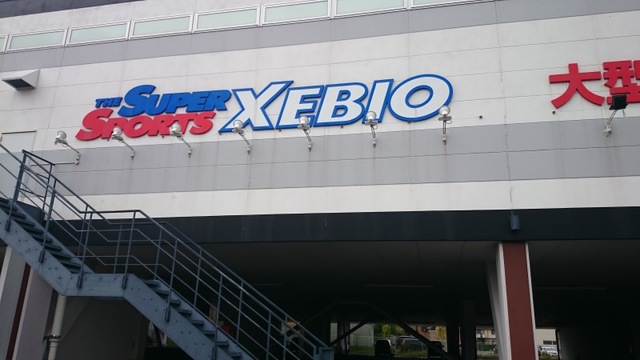 THE SUPER SPORTS XEBIO
大型